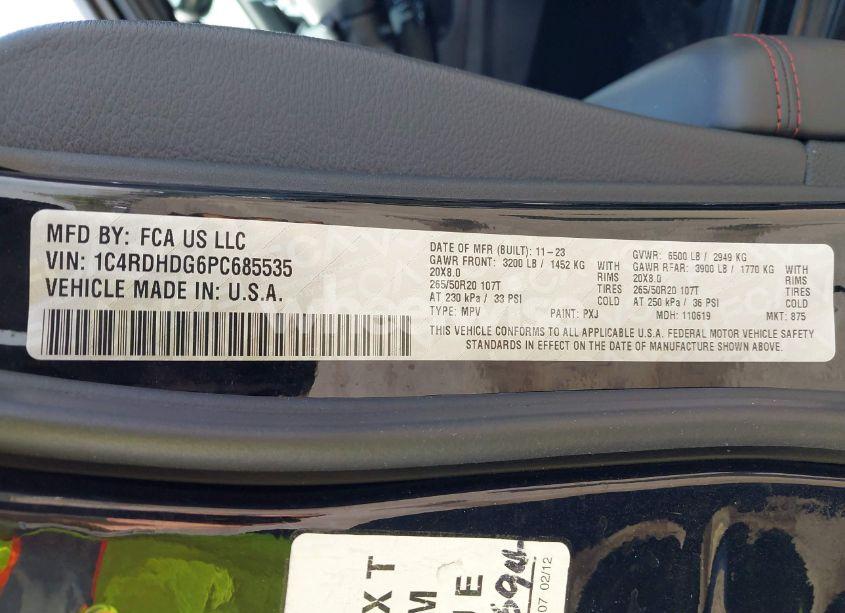 MFD BY: FCA US LLC
VIN: 1C4RDHDG6PC685535
VEHICLE MADE IN: U.S.A.
DATE OF MFR (BUILT): 11-23 GVWR: 6500 LB / 2949 KG
GAWR FRONT: 3200 LB / 1452 KG WITH GAWR REAR: 3900 LB / 1770 KG WITH
20X8.0 RIMS 20X8.0 RIMS
265/50R20 107T TIRES 265/50R20 107T TIRES
AT 230 kPa / 33 PSI COLD AT 250 kPa / 36 PSI COLD
TYPE: MPV PAINT: PXJ MDH: 110619 MKT: 875
THIS VEHICLE CONFORMS TO ALL APPLICABLE U.S.A. FEDERAL MOTOR VEHICLE SAFETY
STANDARDS IN EFFECT ON THE DATE OF MANUFACTURE SHOWN ABOVE.
XT
M
UE
07 02/12